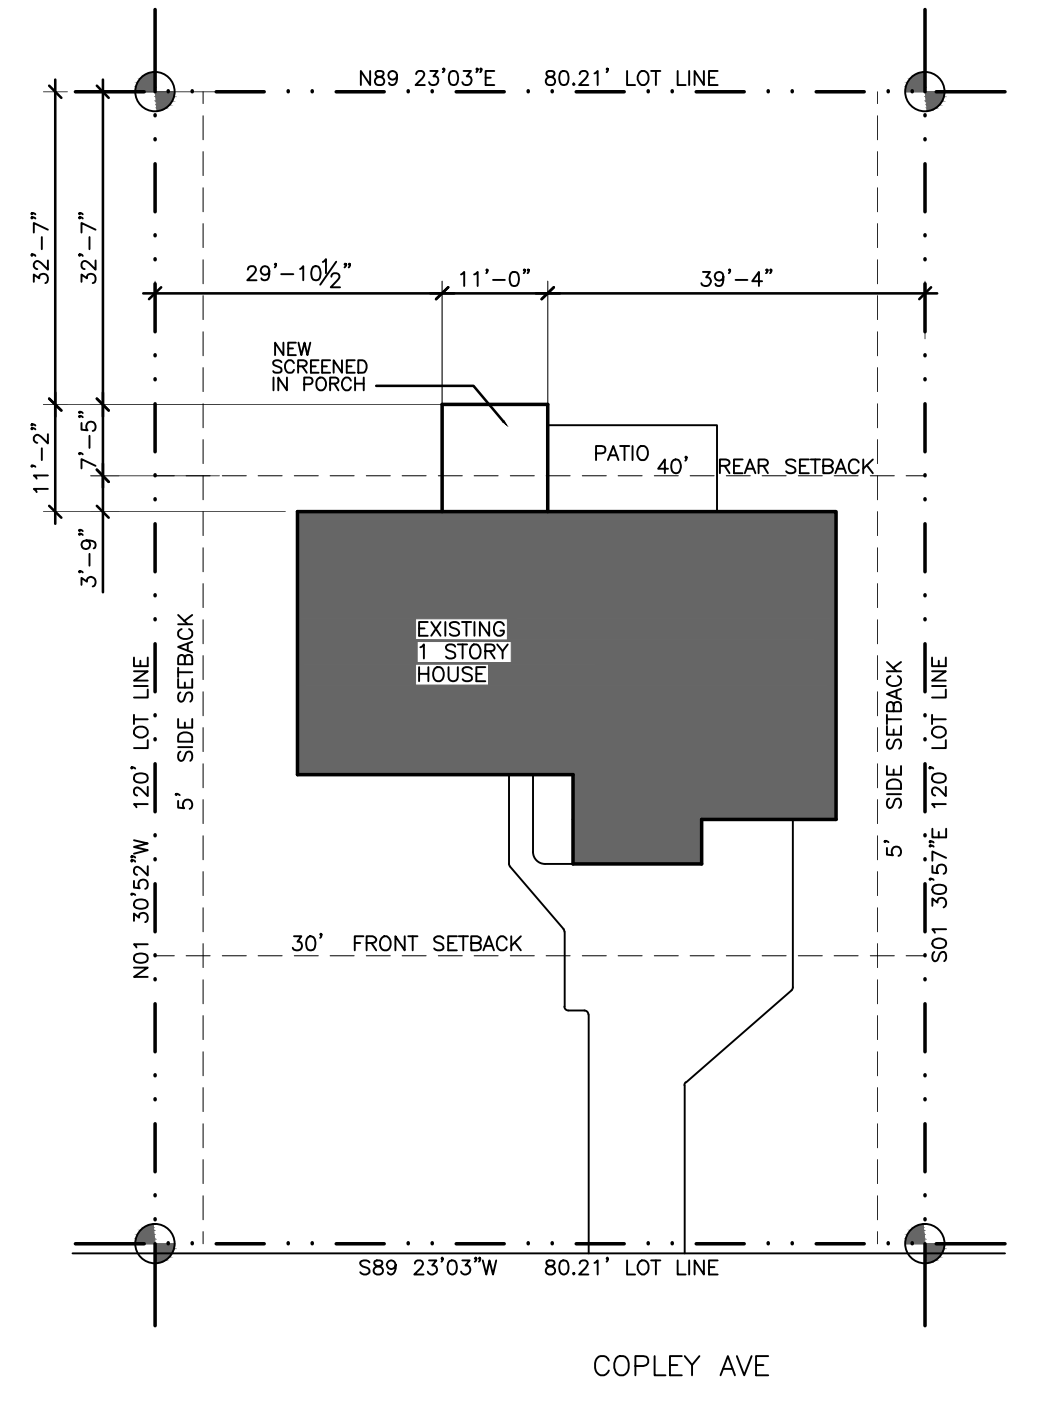 N89 23'03"E 80.21' LOT LINE
32'-7"
32'-7"
29'-10½"
11'-0"
39'-4"
NEW
SCREENED
IN PORCH
11'-2"
7'-5"
PATIO
40' REAR SETBACK
3'-9"
EXISTING
1 STORY
HOUSE
N01 30'52"W 120' LOT LINE
5' SIDE SETBACK
5' SIDE SETBACK
S01 30'57"E 120' LOT LINE
30' FRONT SETBACK
S89 23'03"W 80.21' LOT LINE
COPLEY AVE